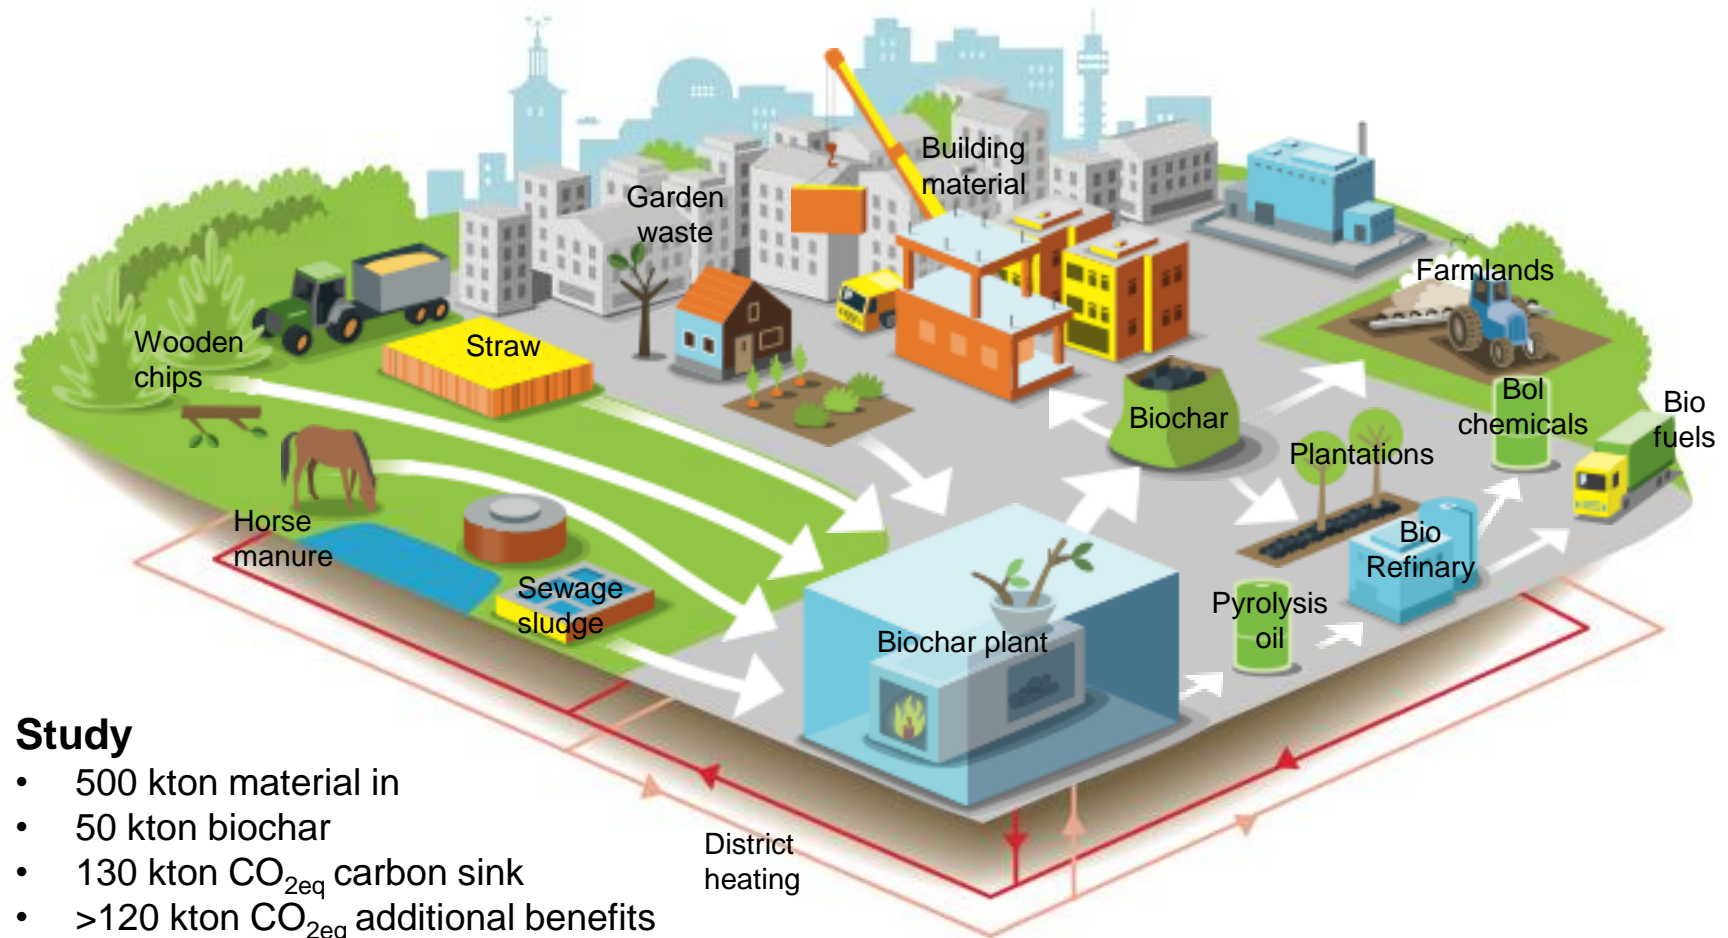 Building
material
Garden
waste
Farmlands
Wooden
chips
Straw
Biochar
Bol
chemicals
Bio
fuels
Plantations
Horse
manure
Sewage
sludge
Bio
Refinary
Pyrolysis
oil
Biochar plant
Study
• 500 kton material in
• 50 kton biochar
• 130 kton CO2eq carbon sink
• >120 kton CO2eq additional benefits
District
heating